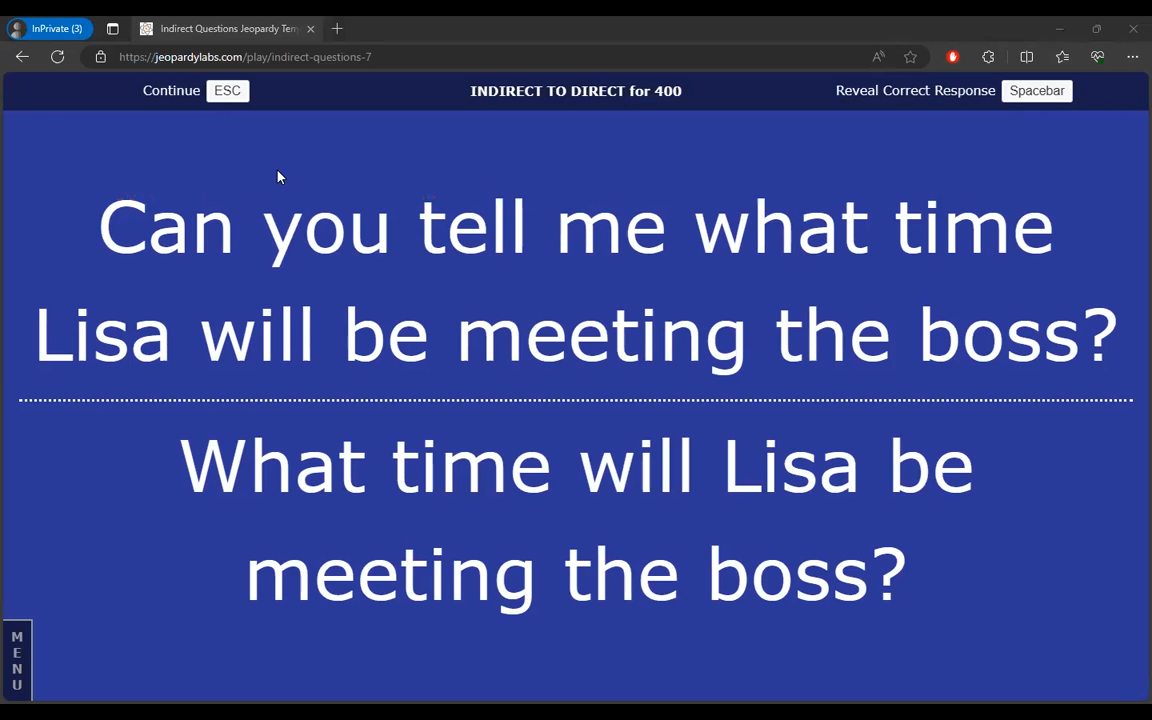 InPrivate (3)
Indirect Questions Jeopardy Tem
https://jeopardylabs.com/play/indirect-questions-7
Continue ESC
INDIRECT TO DIRECT for 400
Reveal Correct Response Spacebar
Can you tell me what time
Lisa will be meeting the boss?
What time will Lisa be
meeting the boss?
MENU